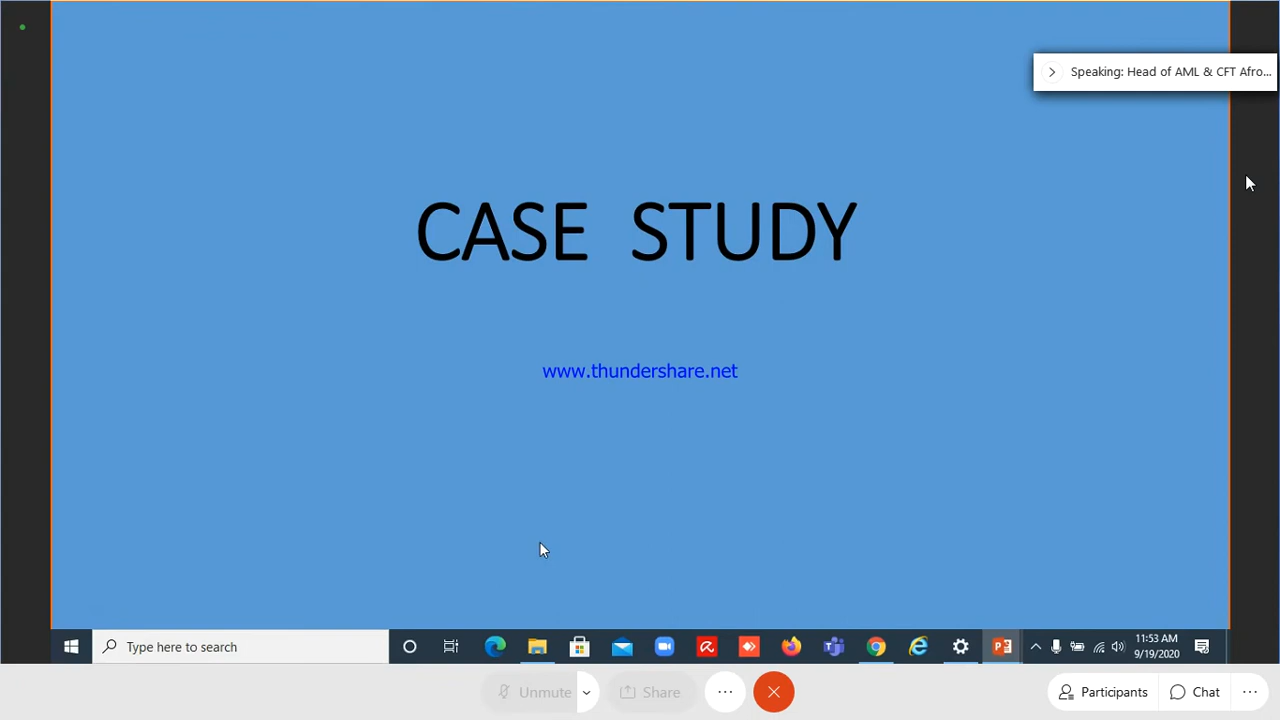 Speaking: Head of AML & CFT Afro...
CASE STUDY
www.thundershare.net
Type here to search
11:53 AM
9/19/2020
Unmute
Share
Participants
Chat